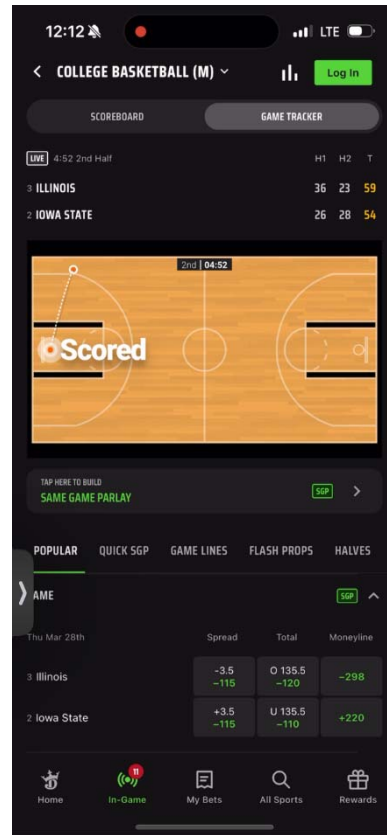 12:12
LTE
COLLEGE BASKETBALL (M)
Log In
SCOREBOARD
GAME TRACKER
LIVE 4:52 2nd Half H1 H2 T
3 ILLINOIS 36 23 59
2 IOWA STATE 26 28 54
2nd | 04:52
Scored
TAP HERE TO BUILD
SAME GAME PARLAY
SGP
POPULAR QUICK SGP GAME LINES FLASH PROPS HALVES
AME SGP
Thu Mar 28th Spread Total Moneyline
3 Illinois -3.5 O 135.5 -298
-115 -120
2 Iowa State +3.5 U 135.5 +220
-115 -110
11
Home In-Game My Bets All Sports Rewards